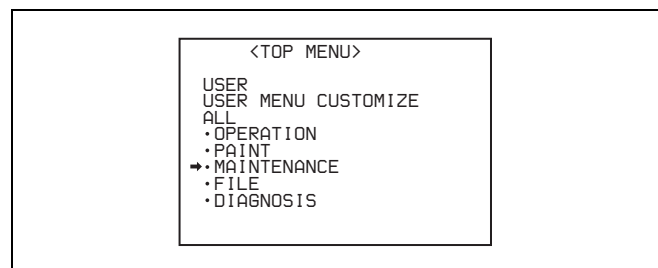 <TOP MENU>
USER
USER MENU CUSTOMIZE
ALL
·OPERATION
·PAINT
➡·MAINTENANCE
·FILE
·DIAGNOSIS